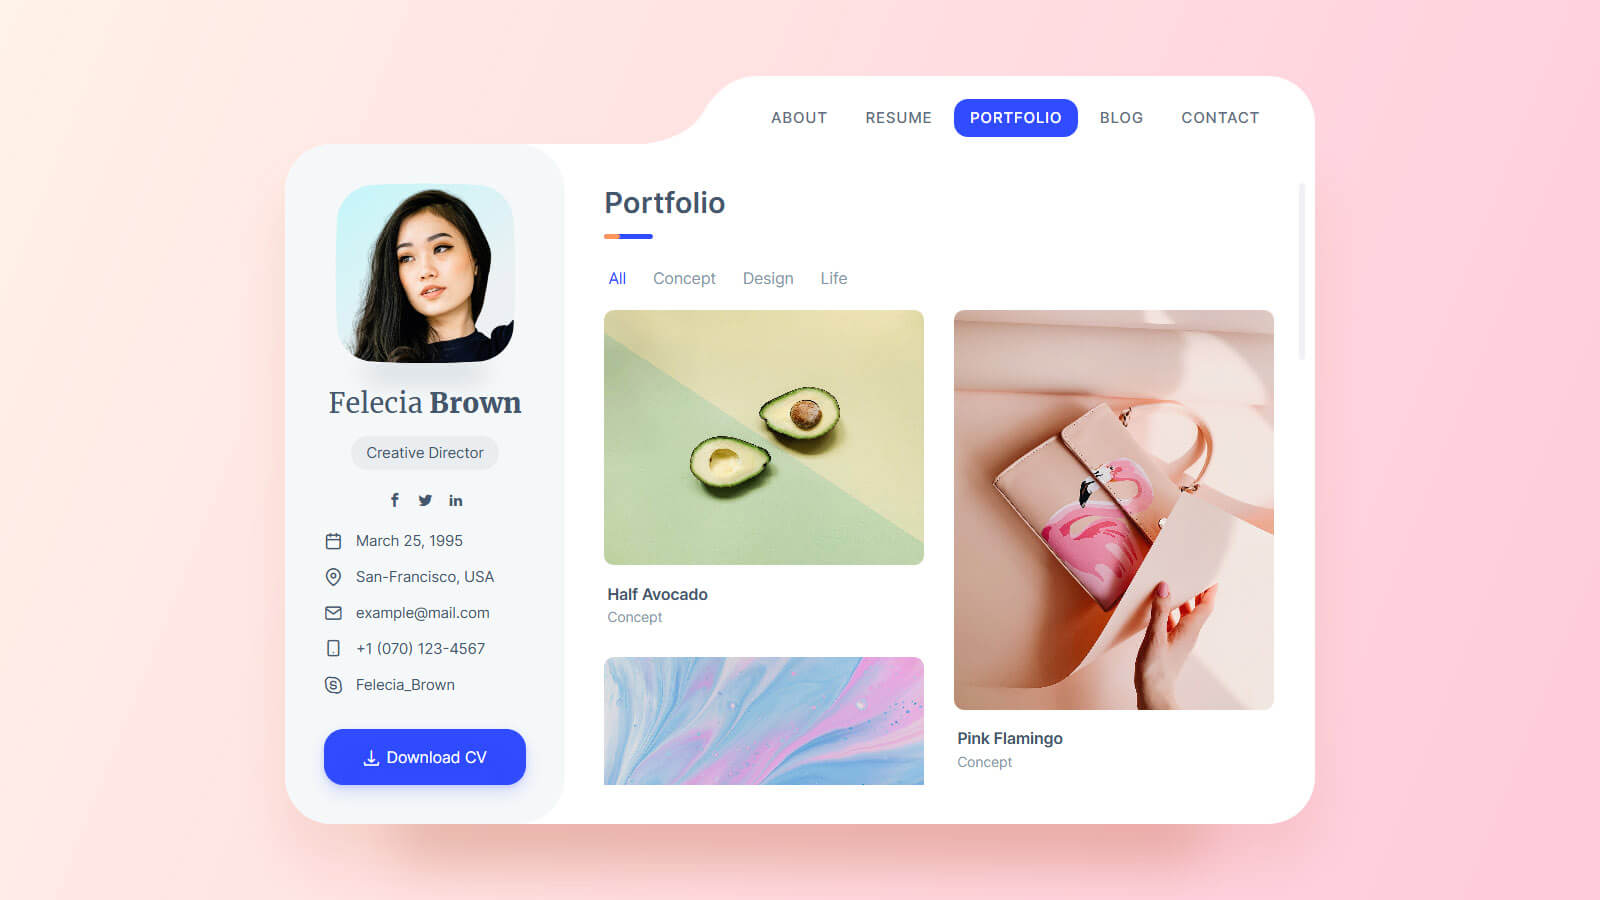 ABOUT RESUME PORTFOLIO BLOG CONTACT
Felecia Brown
Creative Director
March 25, 1995
San-Francisco, USA
example@mail.com
+1 (070) 123-4567
Felecia_Brown
Download CV
Portfolio
All Concept Design Life
Half Avocado
Concept
Pink Flamingo
Concept